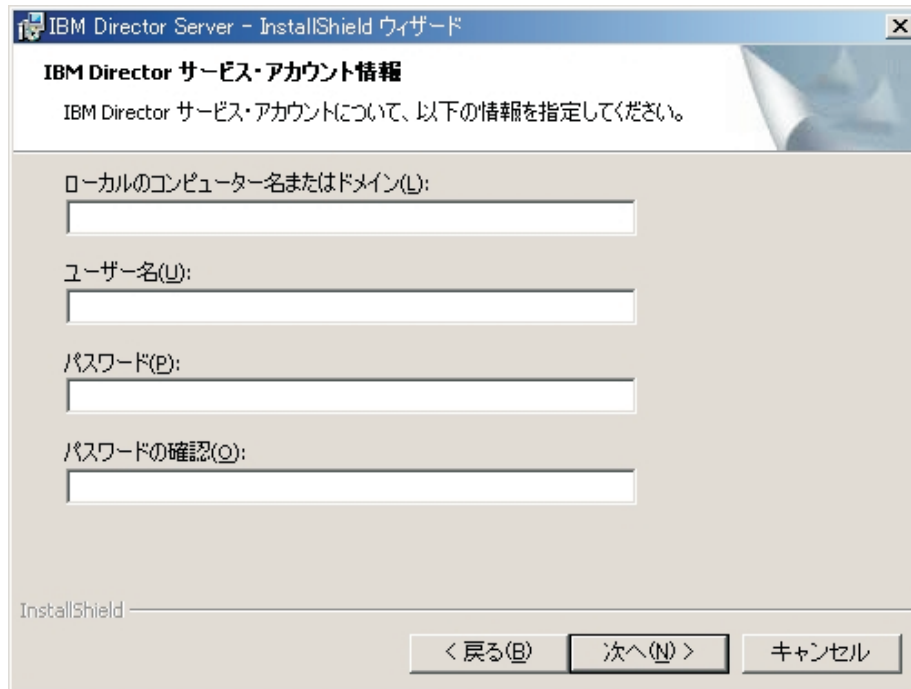 IBM Director Server - InstallShield ウィザード
IBM Director サービス・アカウント情報
IBM Director サービス・アカウントについて、以下の情報を指定してください。
ローカルのコンピューター名またはドメイン(L):
ユーザー名(U):
パスワード(P):
パスワードの確認(O):
InstallShield
< 戻る(B)
次へ(N) >
キャンセル